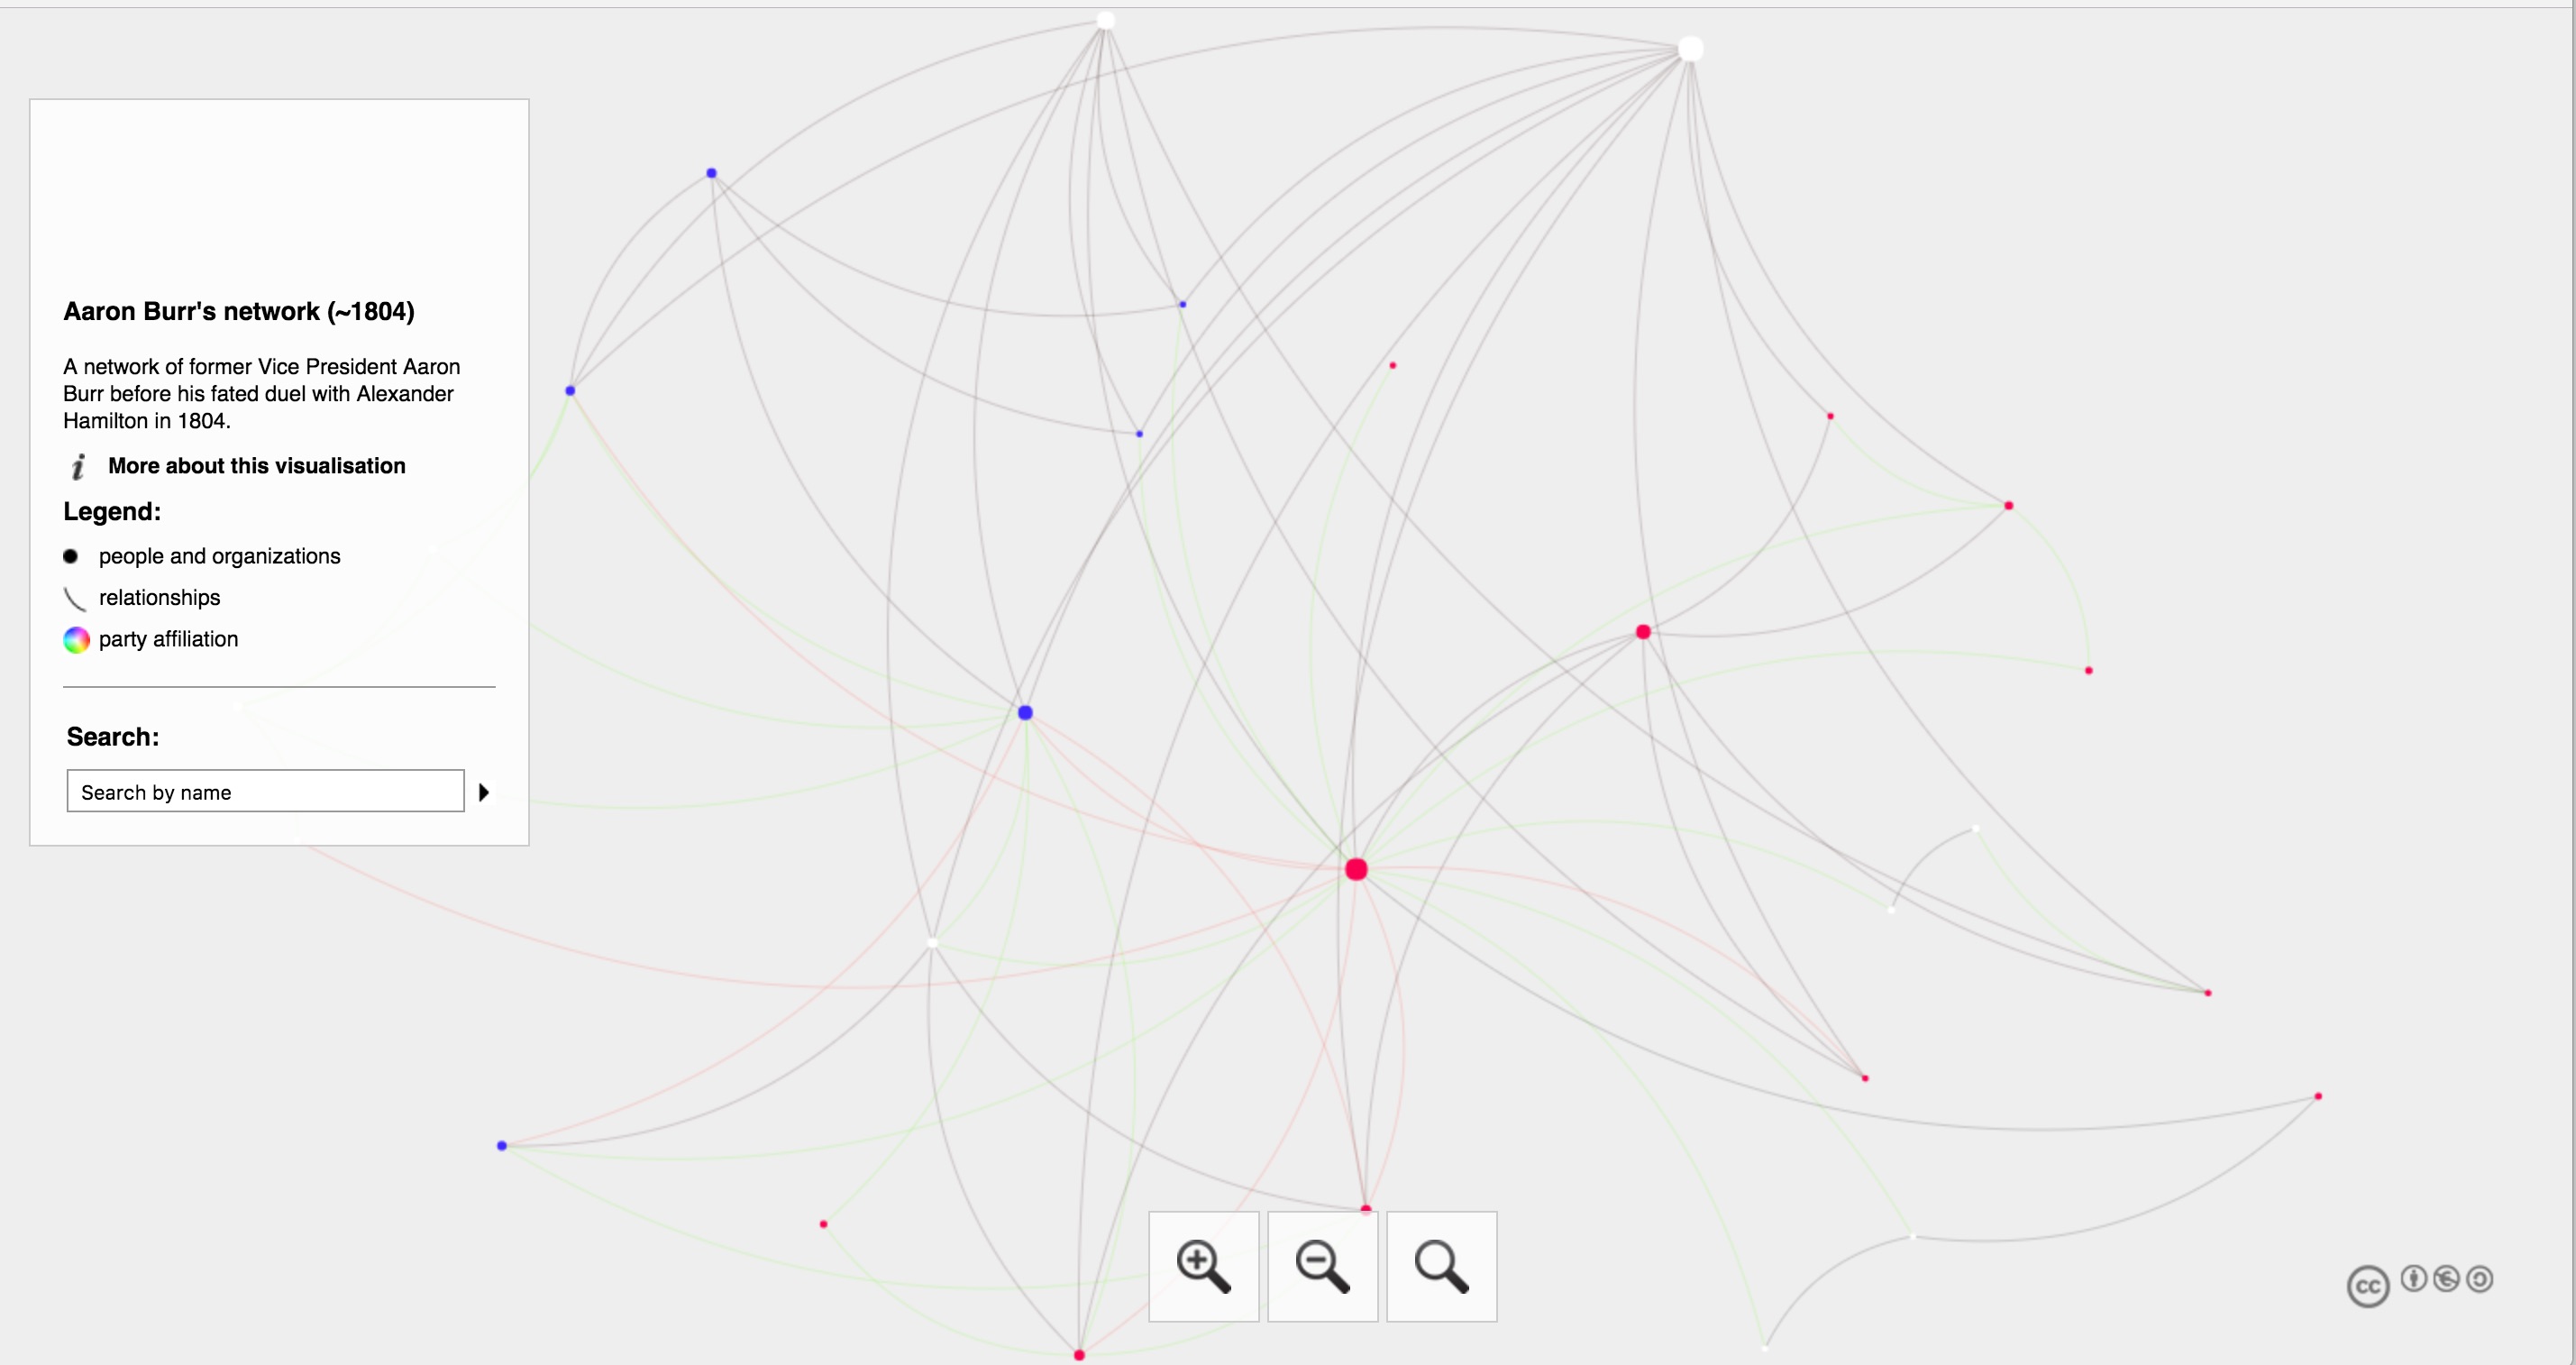 Aaron Burr's network (~1804)
A network of former Vice President Aaron
Burr before his fated duel with Alexander
Hamilton in 1804.
i More about this visualisation
Legend:
people and organizations
relationships
party affiliation
Search:
Search by name
cc